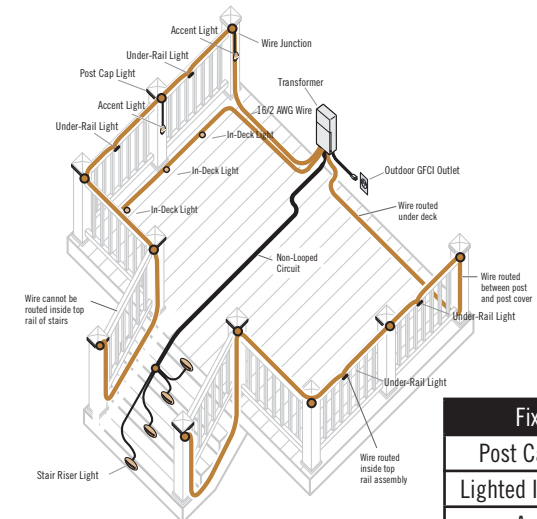 Accent Light
Wire Junction
Under-Rail Light
Post Cap Light
Transformer
Accent Light
16/2 AWG Wire
Under-Rail Light
In-Deck Light
In-Deck Light
Outdoor GFCI Outlet
In-Deck Light
Wire routed
under deck
Non-Looped
Circuit
Wire routed
between post
and post cover
Wire cannot be
routed inside top
rail of stairs
Under-Rail Light
Under-Rail Light
Wire routed
inside top
rail assembly
Stair Riser Light
Fix
Post Ca
Lighted I